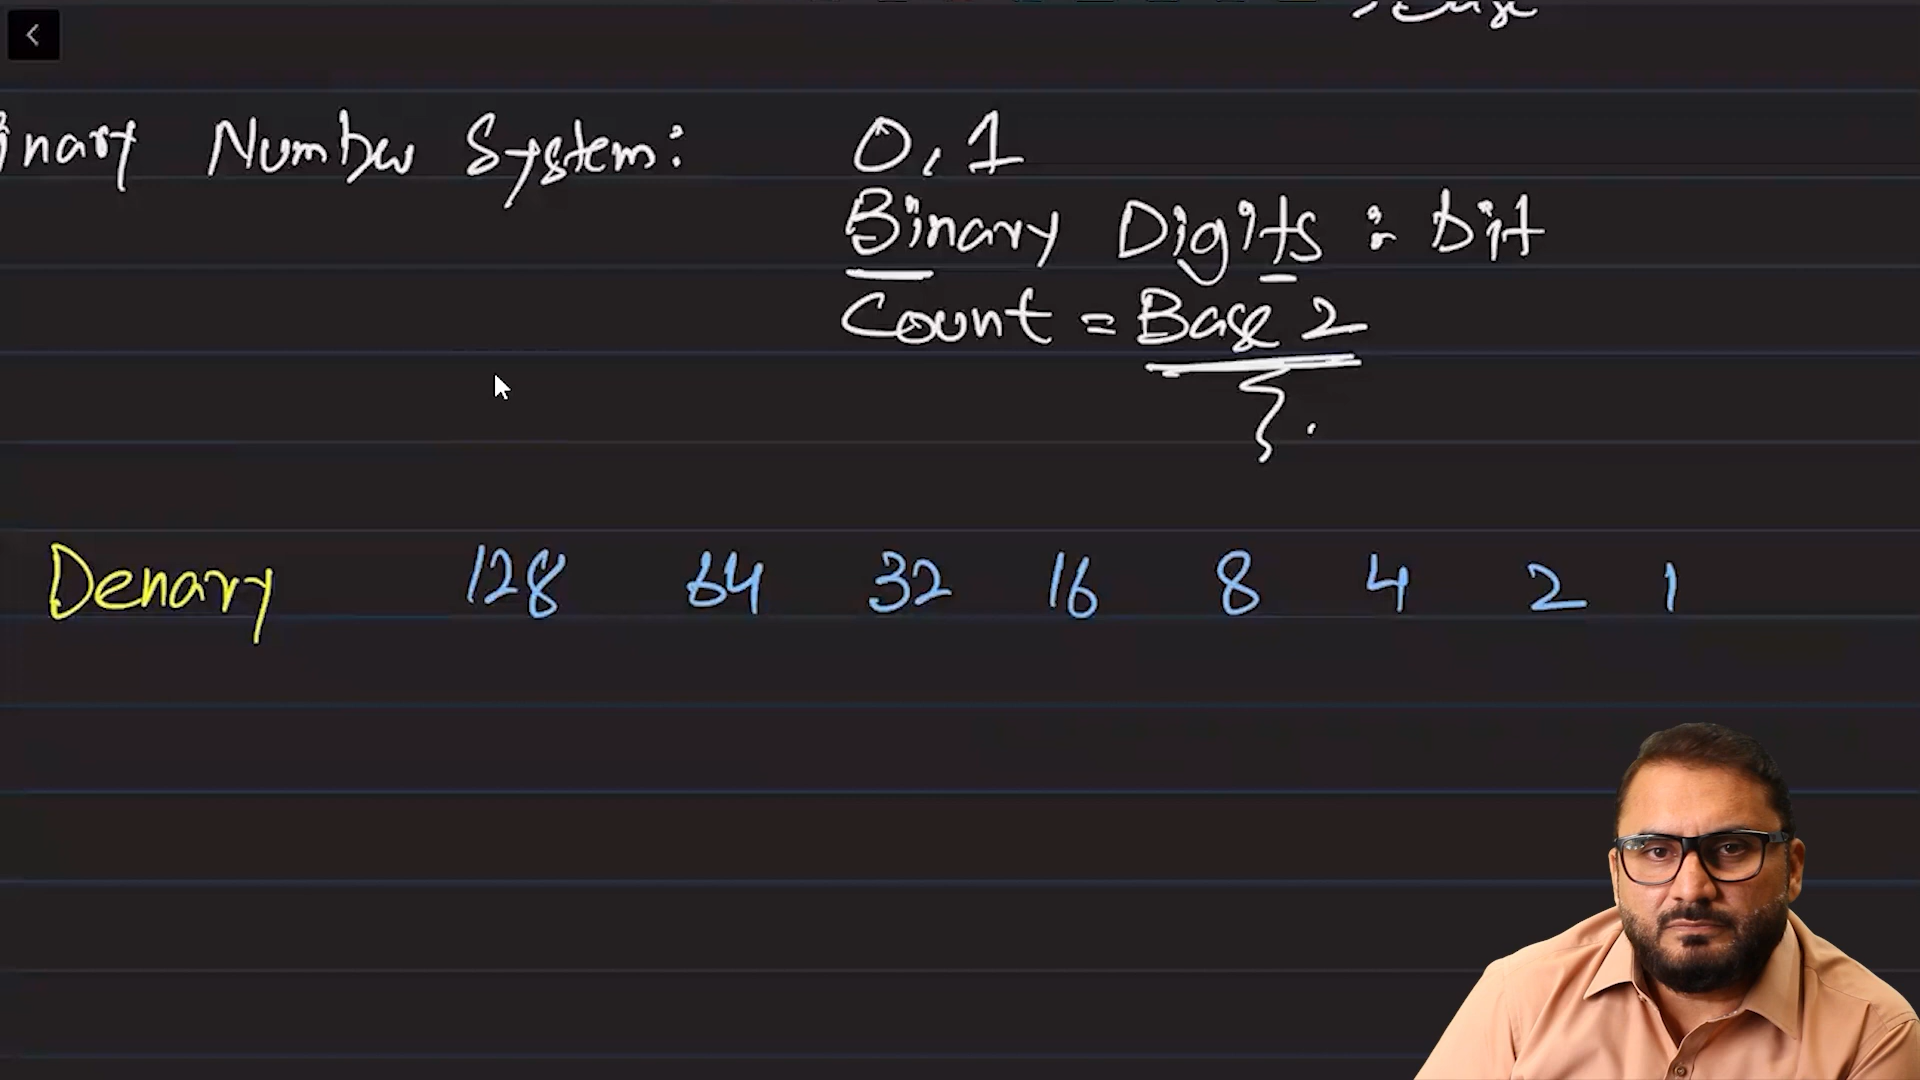 inary Number System: 0, 1
Binary Digits : bit
Count = Base 2
Denary 128 64 32 16 8 4 2 1